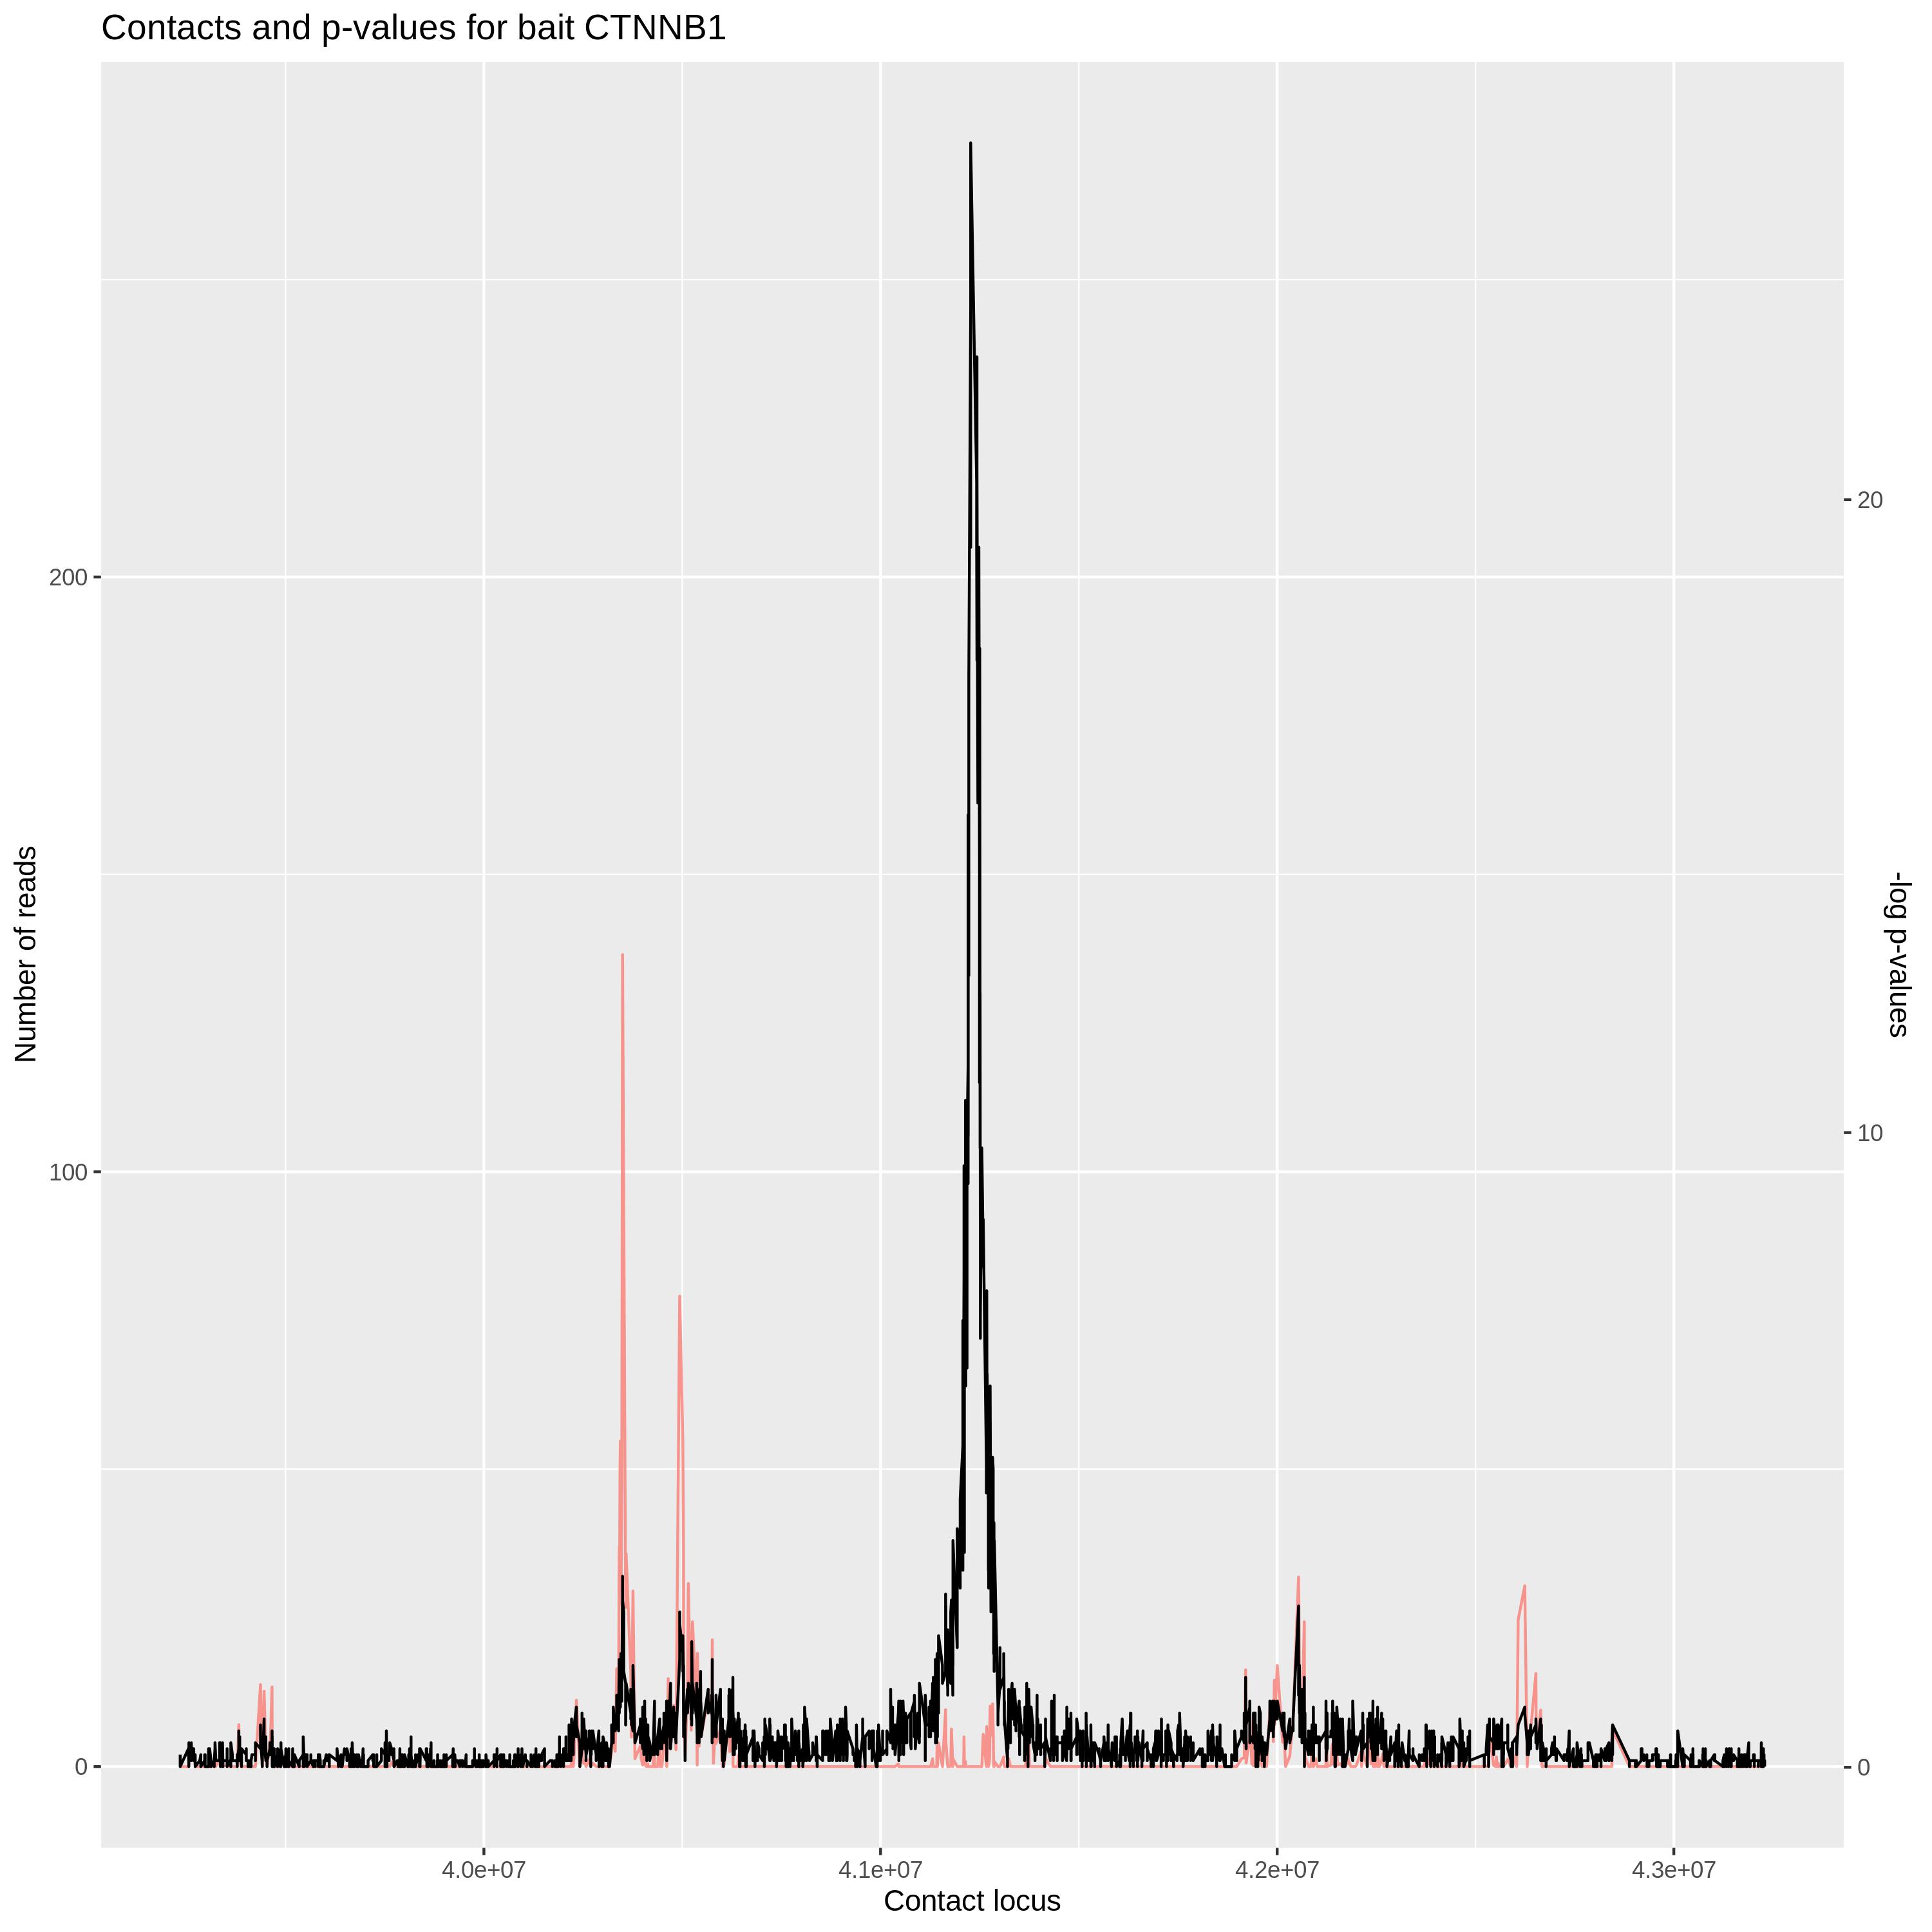 Contacts and p-values for bait CTNNB1
Number of reads
200
100
0
20
10
0
-log p-values
4.0e+07
4.1e+07
4.2e+07
4.3e+07
Contact locus